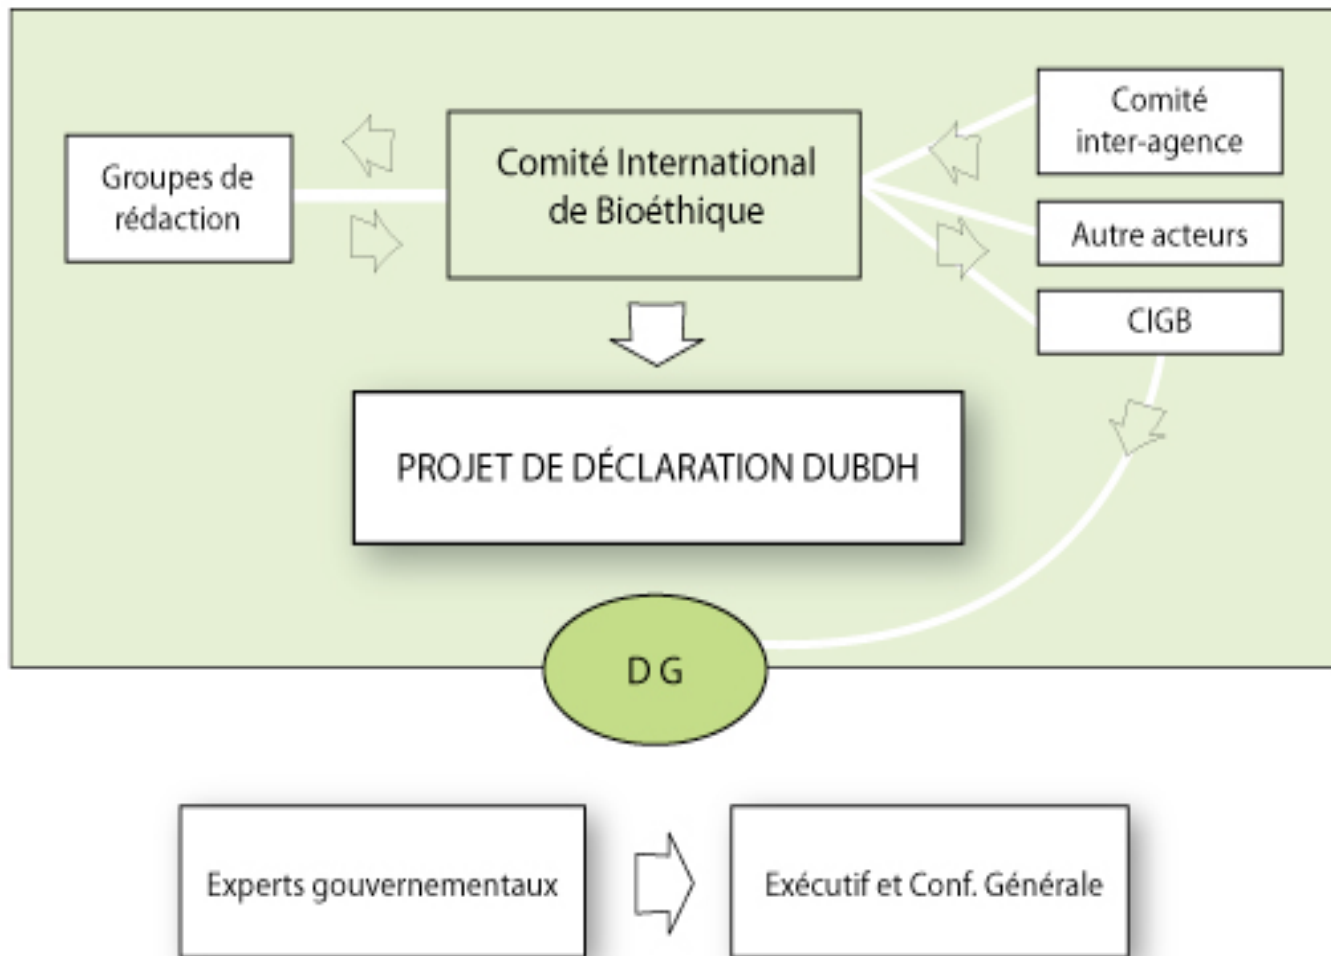 Groupes de
rédaction
Comité International
de Bioéthique
Comité
inter-agence
Autre acteurs
CIGB
PROJET DE DÉCLARATION DUBDH
D G
Experts gouvernementaux
Exécutif et Conf. Générale